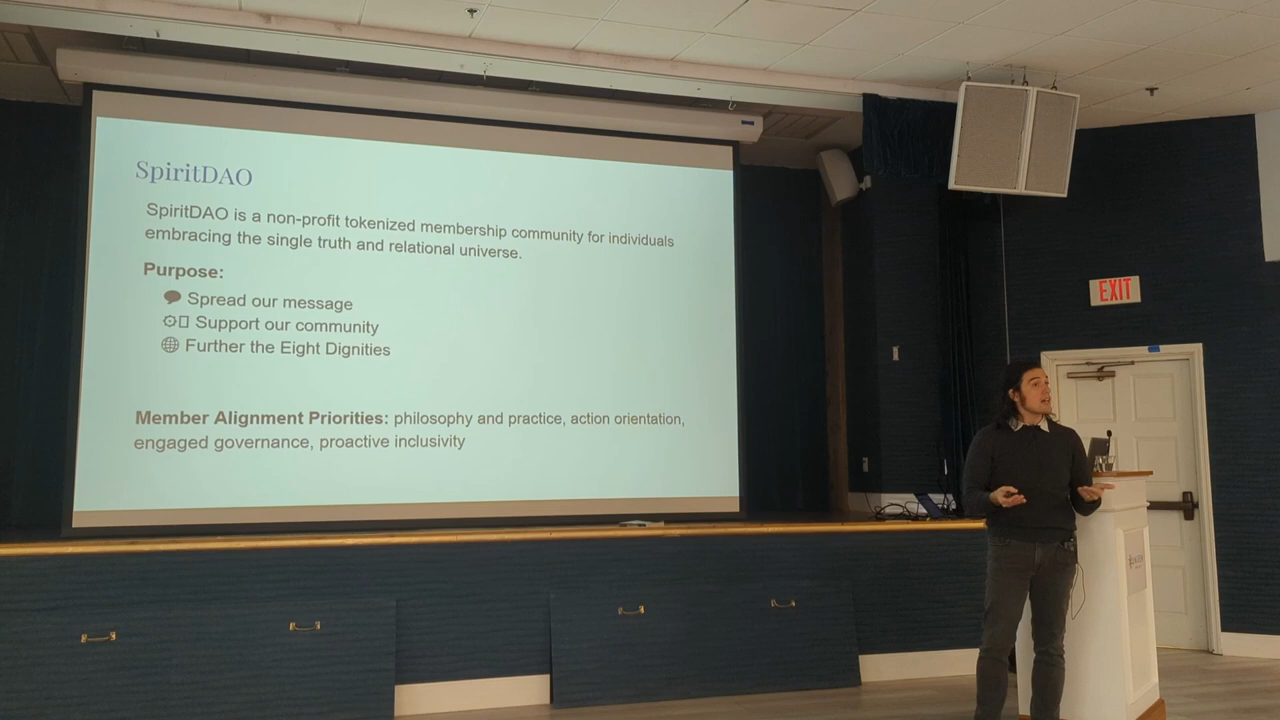 SpiritDAO
SpiritDAO is a non-profit tokenized membership community for individuals
embracing the single truth and relational universe.
Purpose:
Spread our message
Support our community
Further the Eight Dignities
Member Alignment Priorities: philosophy and practice, action orientation,
engaged governance, proactive inclusivity
EXIT